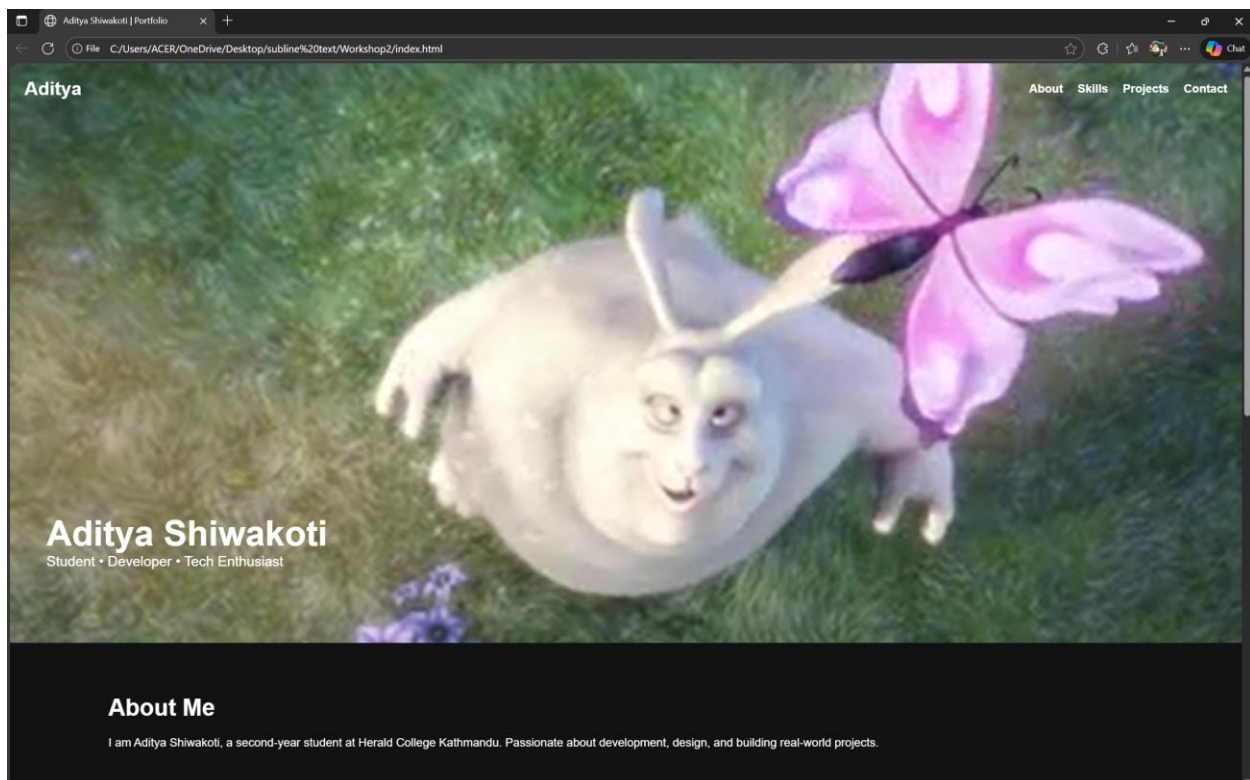 Aditya Shiwakoti | Portfolio
File C:/Users/ACER/OneDrive/Desktop/subline%20text/Workshop2/index.html
Chat
Aditya
About Skills Projects Contact
Aditya Shiwakoti
Student • Developer • Tech Enthusiast
About Me
I am Aditya Shiwakoti, a second-year student at Herald College Kathmandu. Passionate about development, design, and building real-world projects.